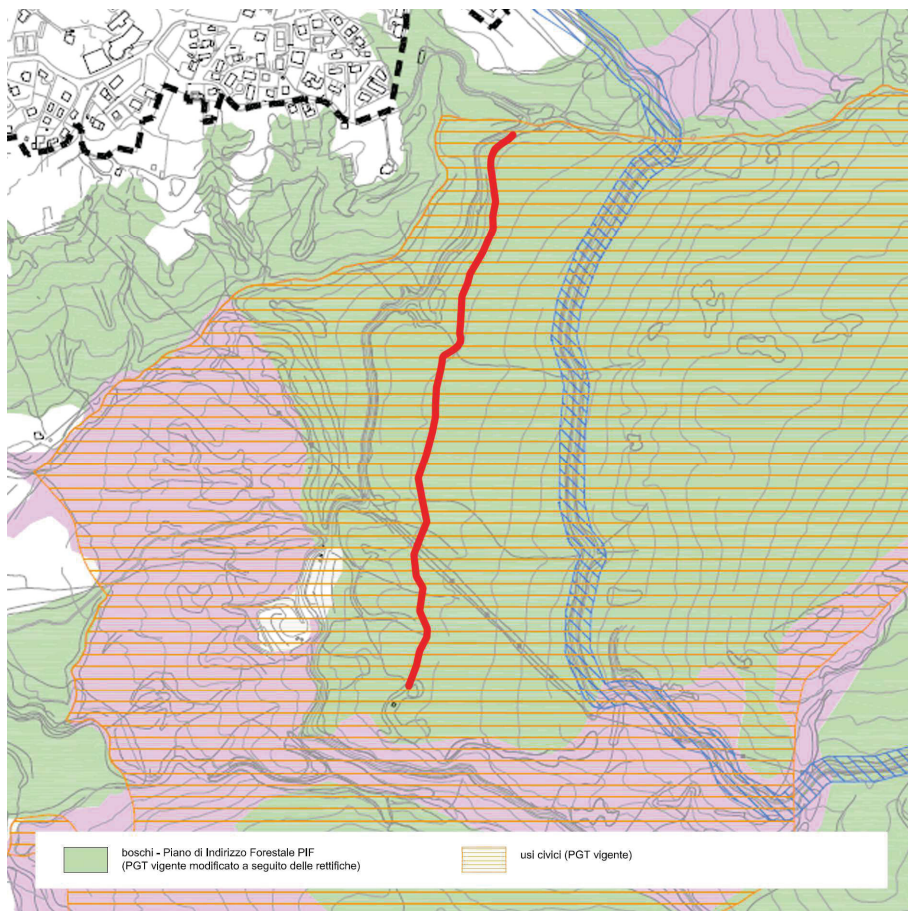 boschi - Piano di Indirizzo Forestale PIF
(PGT vigente modificato a seguito delle rettifiche)
usi civici (PGT vigente)